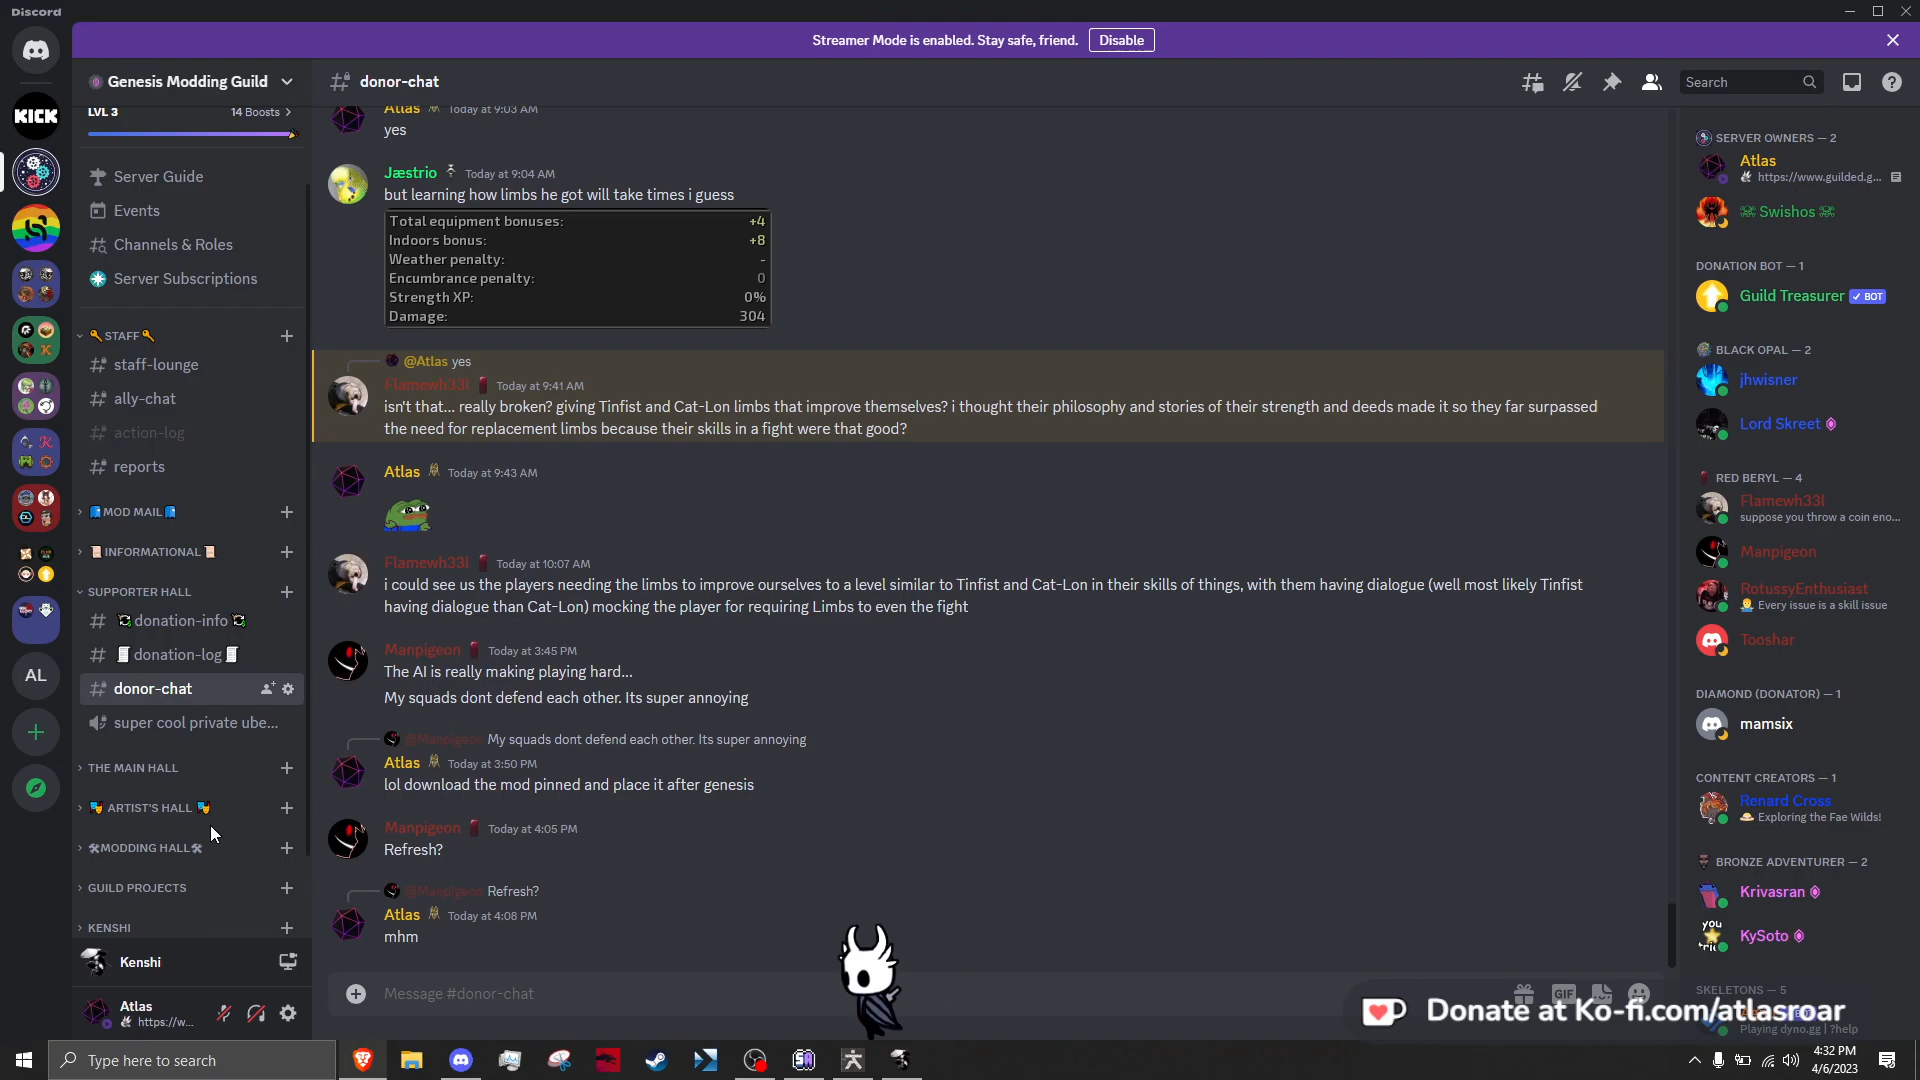 Discord
Streamer Mode is enabled. Stay safe, friend.
Disable
KICK
AL
Genesis Modding Guild
LVL 3
14 Boosts
Server Guide
Events
Channels & Roles
Server Subscriptions
STAFF
staff-lounge
ally-chat
action-log
reports
MOD MAIL
INFORMATIONAL
SUPPORTER HALL
donation-info
donation-log
donor-chat
super cool private ube...
THE MAIN HALL
ARTIST'S HALL
MODDING HALL
GUILD PROJECTS
KENSHI
Kenshi
Atlas
https://w...
donor-chat
Search
Atlas Today at 9:03 AM
yes
Jæstrio Today at 9:04 AM
but learning how limbs he got will take times i guess
Total equipment bonuses: +4
Indoors bonus: +8
Weather penalty: -
Encumbrance penalty: 0
Strength XP: 0%
Damage: 304
@Atlas yes
Flamewh33l Today at 9:41 AM
isn't that... really broken? giving Tinfist and Cat-Lon limbs that improve themselves? i thought their philosophy and stories of their strength and deeds made it so they far surpassed
the need for replacement limbs because their skills in a fight were that good?
Atlas Today at 9:43 AM
Flamewh33l Today at 10:07 AM
i could see us the players needing the limbs to improve ourselves to a level similar to Tinfist and Cat-Lon in their skills of things, with them having dialogue (well most likely Tinfist
having dialogue than Cat-Lon) mocking the player for requiring Limbs to even the fight
Manpigeon Today at 3:45 PM
The AI is really making playing hard...
My squads dont defend each other. Its super annoying
@Manpigeon My squads dont defend each other. Its super annoying
Atlas Today at 3:50 PM
lol download the mod pinned and place it after genesis
Manpigeon Today at 4:05 PM
Refresh?
@Manpigeon Refresh?
Atlas Today at 4:08 PM
mhm
Message #donor-chat
GIF
SERVER OWNERS — 2
Atlas
https://www.guilded.g...
Swishos
DONATION BOT — 1
Guild Treasurer
BOT
BLACK OPAL — 2
jhwisner
Lord Skreet
RED BERYL — 4
Flamewh33l
suppose you throw a coin eno...
Manpigeon
RotussyEnthusiast
Every issue is a skill issue
Tooshar
DIAMOND (DONATOR) — 1
mamsix
CONTENT CREATORS — 1
Renard Cross
Exploring the Fae Wilds!
BRONZE ADVENTURER — 2
Krivasran
you
KySoto
SKELETONS — 5
Donate at Ko-fi.com/atlasroar
Playing dyno.gg | ?help
Type here to search
4:32 PM
4/6/2023